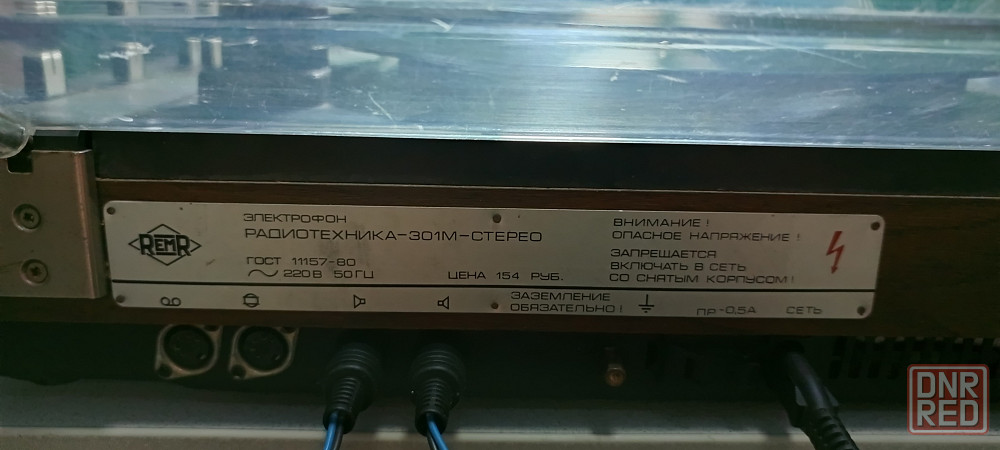 REMR
ЭЛЕКТРОФОН
РАДИОТЕХНИКА-301М-СТЕРЕО
ГОСТ 11157-80
~ 220В 50ГЦ
ЦЕНА 154 РУБ.
ВНИМАНИЕ!
ОПАСНОЕ НАПРЯЖЕНИЕ!
ЗАПРЕЩАЕТСЯ
ВКЛЮЧАТЬ В СЕТЬ
СО СНЯТЫМ КОРПУСОМ!
ЗАЗЕМЛЕНИЕ
ОБЯЗАТЕЛЬНО!
ПР-0,5А
СЕТЬ
DNR
RED